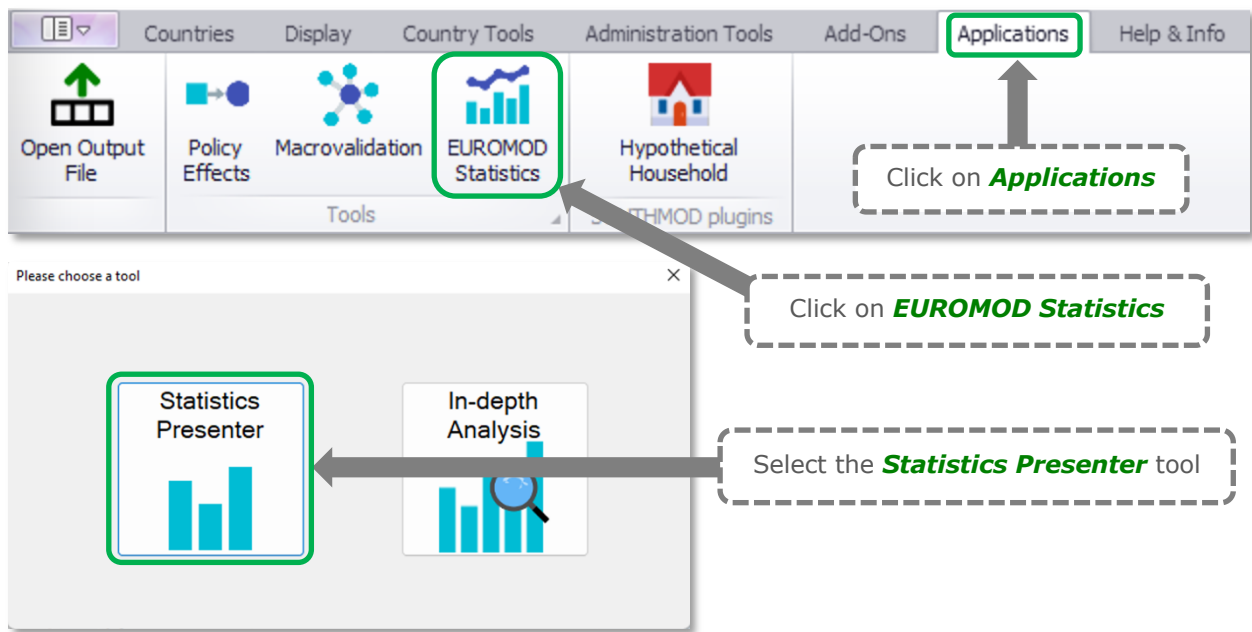 Countries Display Country Tools Administration Tools Add-Ons Applications Help & Info
Open Output Policy Macrovalidation EUROMOD Hypothetical
File Effects Statistics Household
Click on Applications
Tools plugins
Click on EUROMOD Statistics
Please choose a tool
Statistics In-depth
Presenter Analysis
Select the Statistics Presenter tool